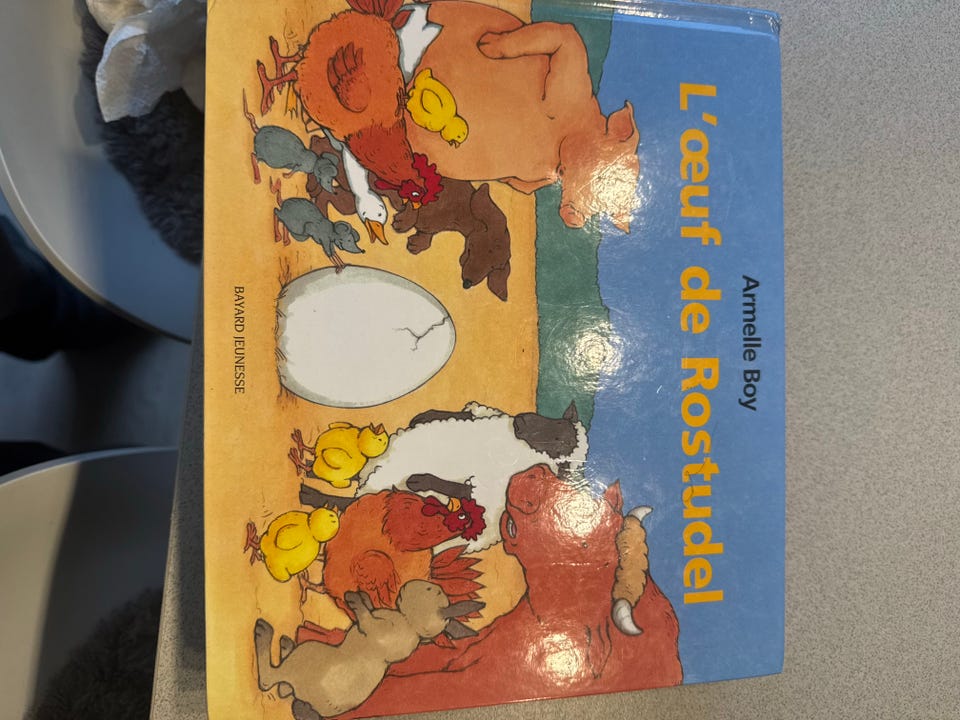 Armelle Boy
L'œuf de Rostudel
BAYARD JEUNESSE